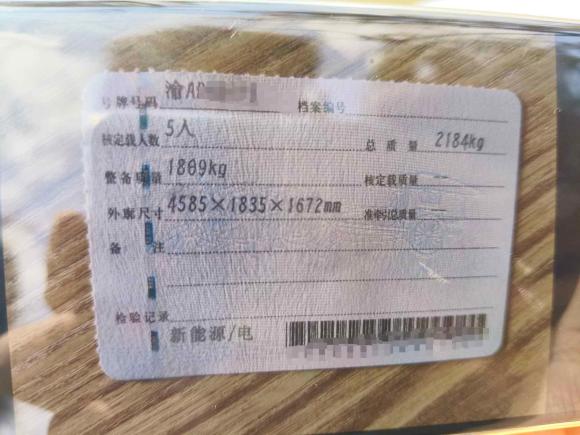 号牌号码 渝AD 档案编号
核定载人数 5人 总质量 2184kg
整备质量 1809kg 核定载质量 —
外廓尺寸 4585×1835×1672mm 准牵引总质量 —
备注
检验记录
新能源/电